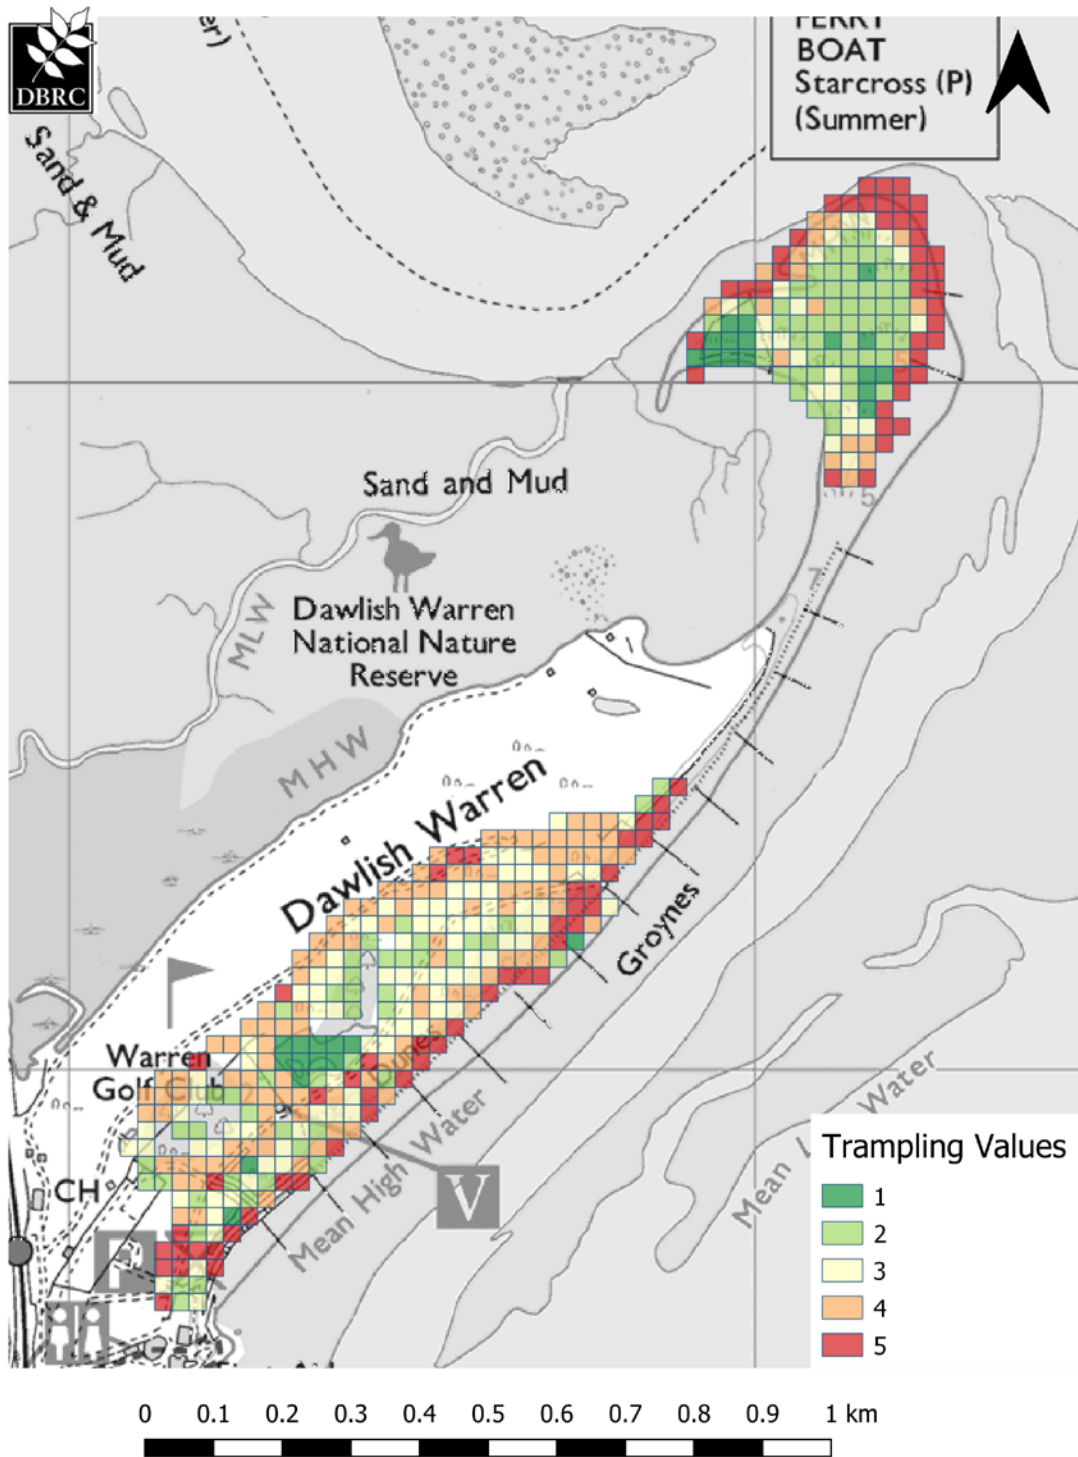 DBRC
er)
FERRY
BOAT
Starcross (P)
(Summer)
Sand & Mud
Sand and Mud
Dawlish Warren
National Nature
Reserve
MLW
MHW
5
Dawlish Warren
Groynes
Warren
Golf Club
Dunes
CH
V
Mean High Water
Mean L Water
Trampling Values
1
2
3
4
5
0 0.1 0.2 0.3 0.4 0.5 0.6 0.7 0.8 0.9 1 km